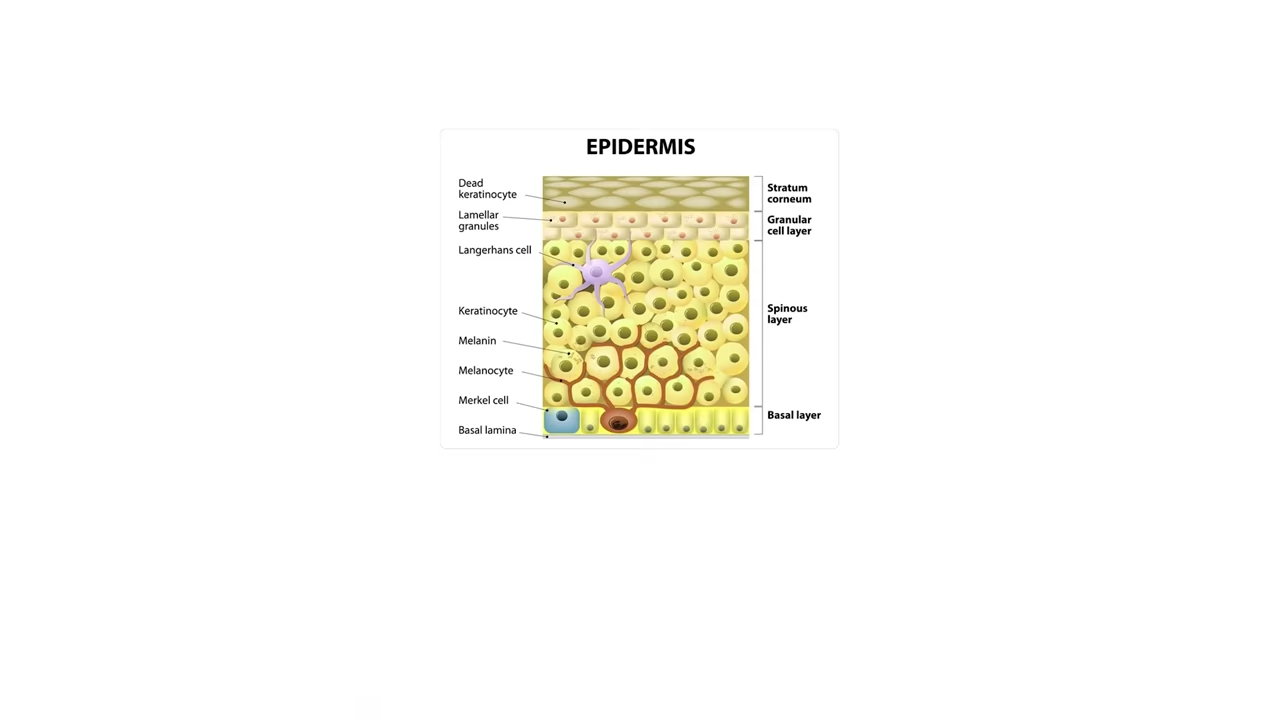 EPIDERMIS
Dead
keratinocyte
Lamellar
granules
Langerhans cell
Keratinocyte
Melanin
Melanocyte
Merkel cell
Basal lamina
Stratum
corneum
Granular
cell layer
Spinous
layer
Basal layer